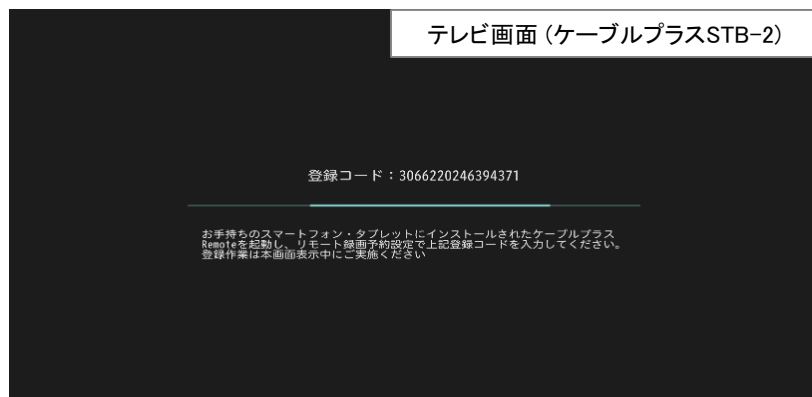 テレビ画面 (ケーブルプラスSTB-2)
登録コード：3066220246394371
お手持ちのスマートフォン・タブレットにインストールされたケーブルプラス
Remoteを起動し、リモート録画予約設定で上記登録コードを入力してください。
登録作業は本画面表示中にご実施ください